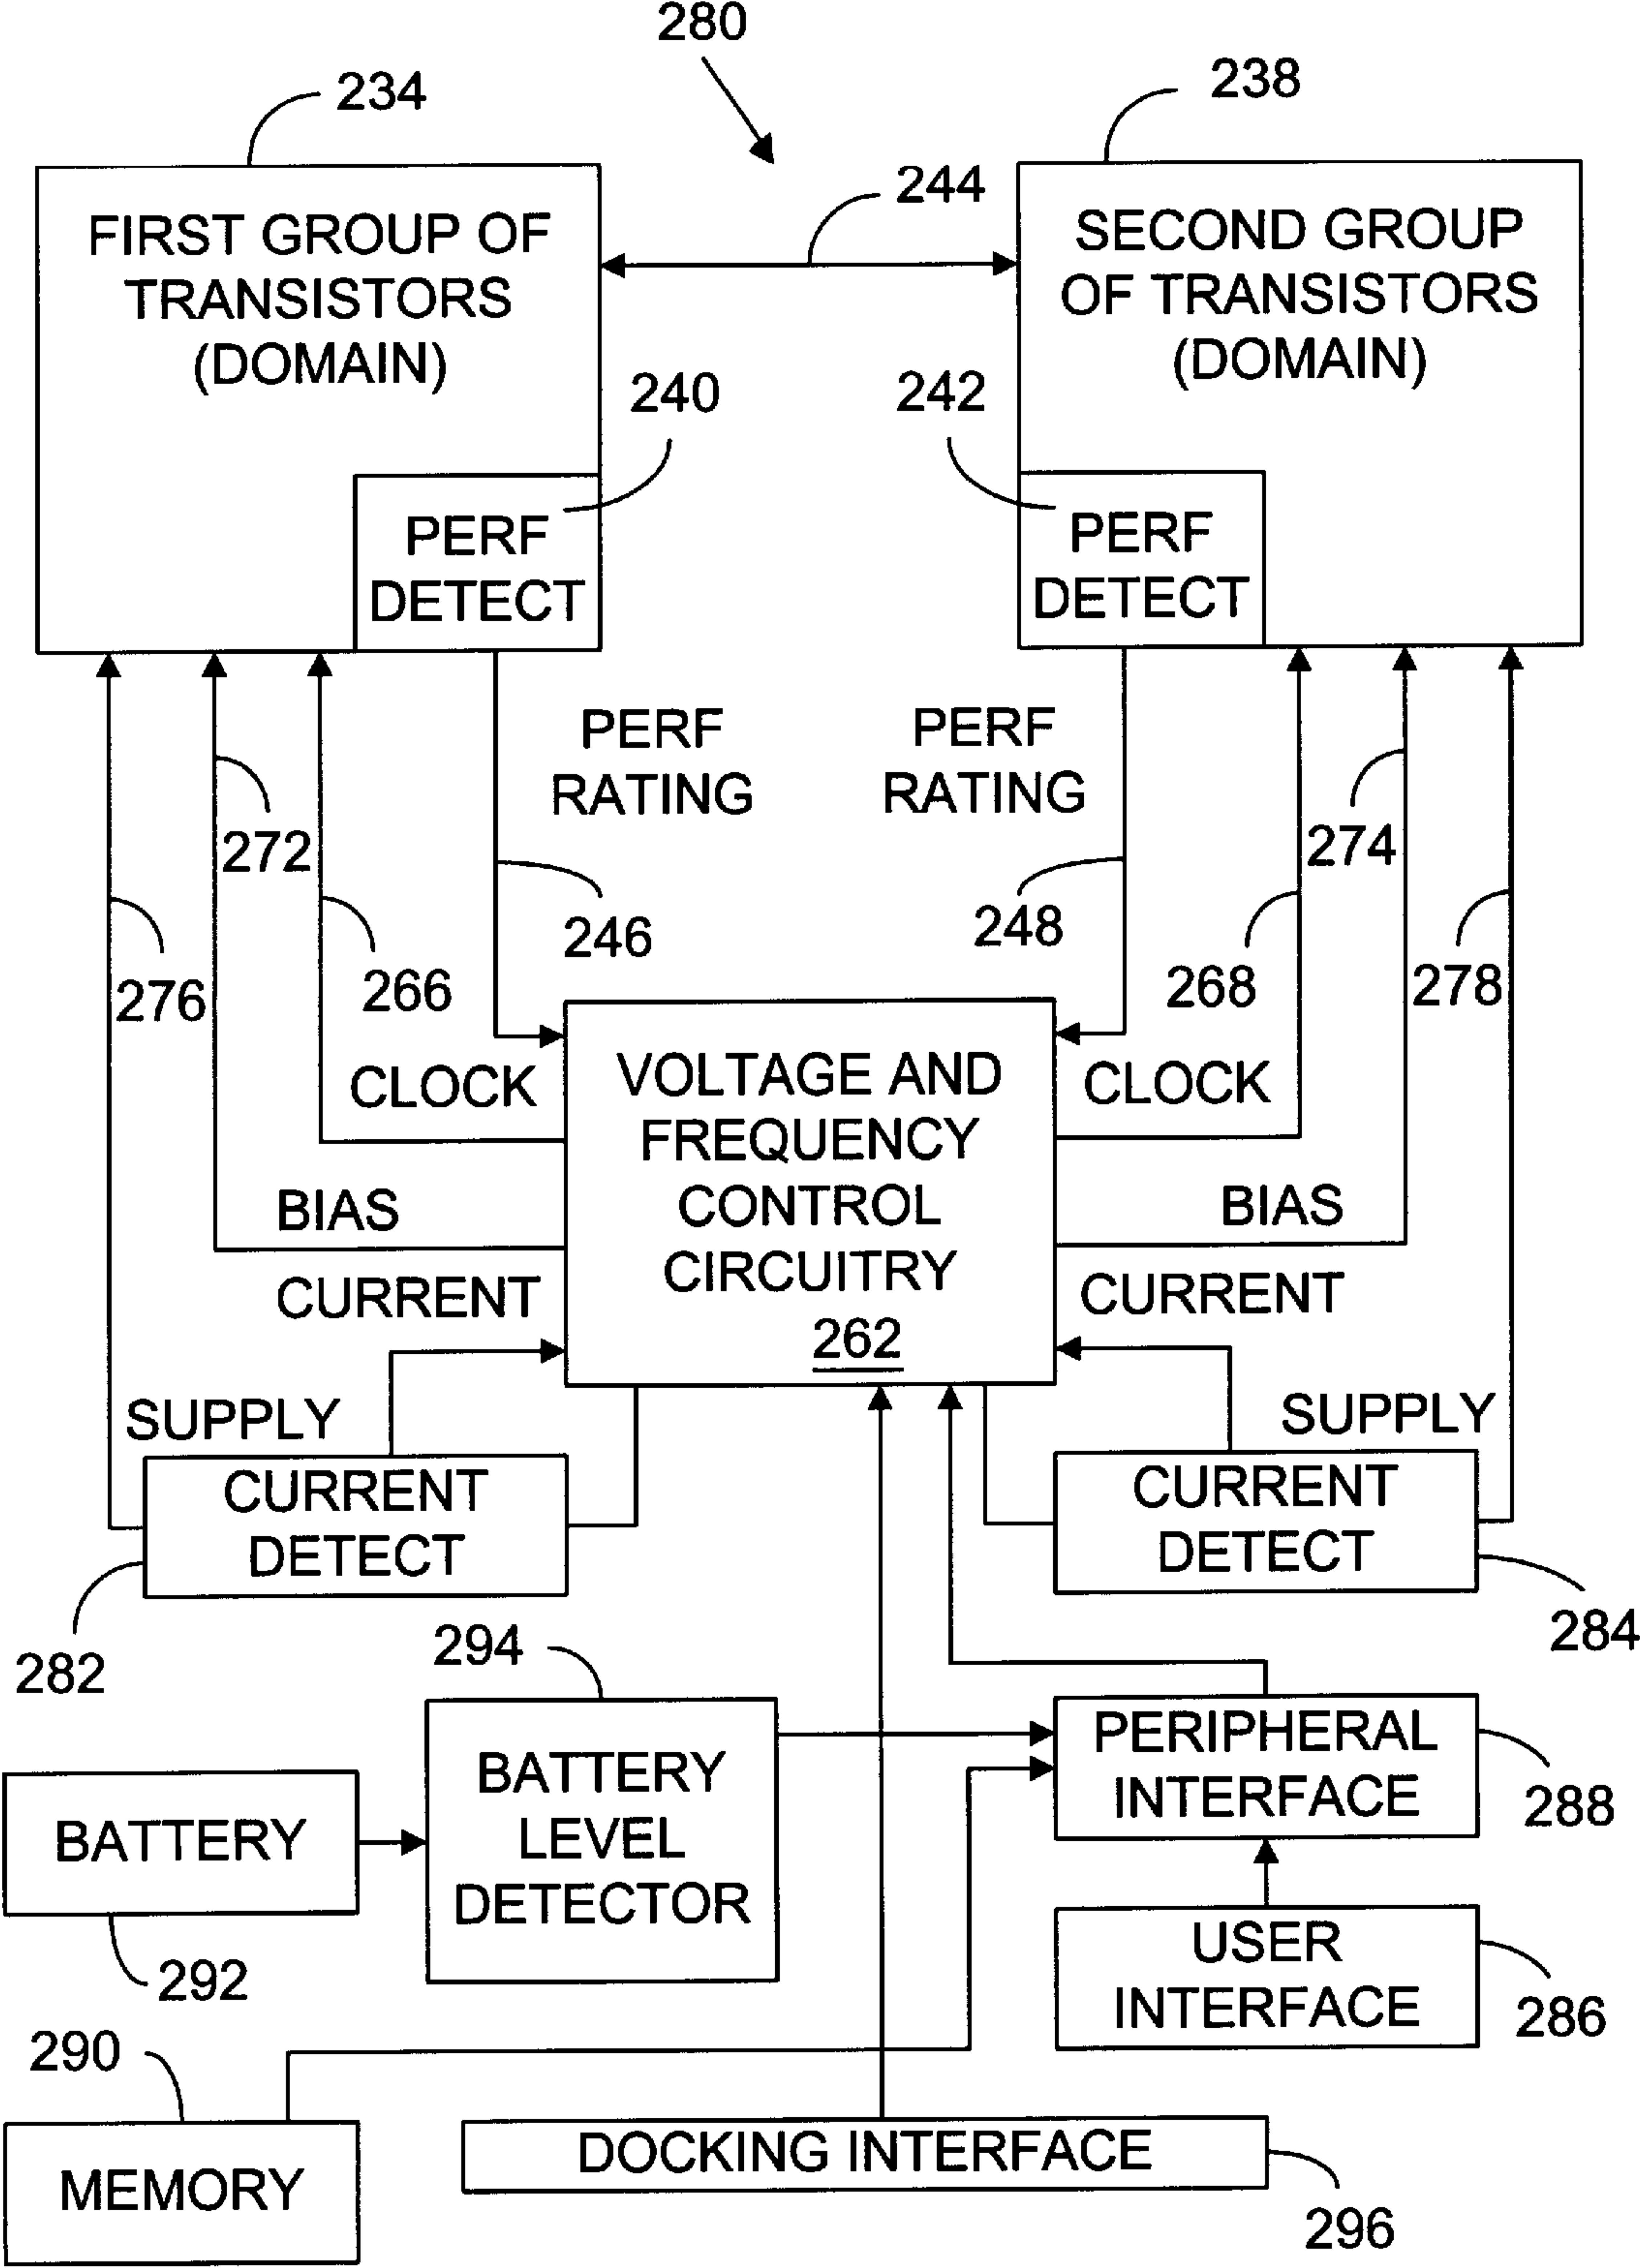 280
234
238
244
FIRST GROUP OF
TRANSISTORS
(DOMAIN)
SECOND GROUP
OF TRANSISTORS
(DOMAIN)
240
242
PERF
DETECT
PERF
DETECT
PERF
RATING
PERF
RATING
272
274
246
248
276
266
268
278
CLOCK
CLOCK
VOLTAGE AND
FREQUENCY
CONTROL
CIRCUITRY
262
BIAS
BIAS
CURRENT
CURRENT
SUPPLY
SUPPLY
CURRENT
DETECT
CURRENT
DETECT
282
284
294
BATTERY
LEVEL
DETECTOR
PERIPHERAL
INTERFACE
288
BATTERY
292
USER
INTERFACE
286
290
MEMORY
DOCKING INTERFACE
296